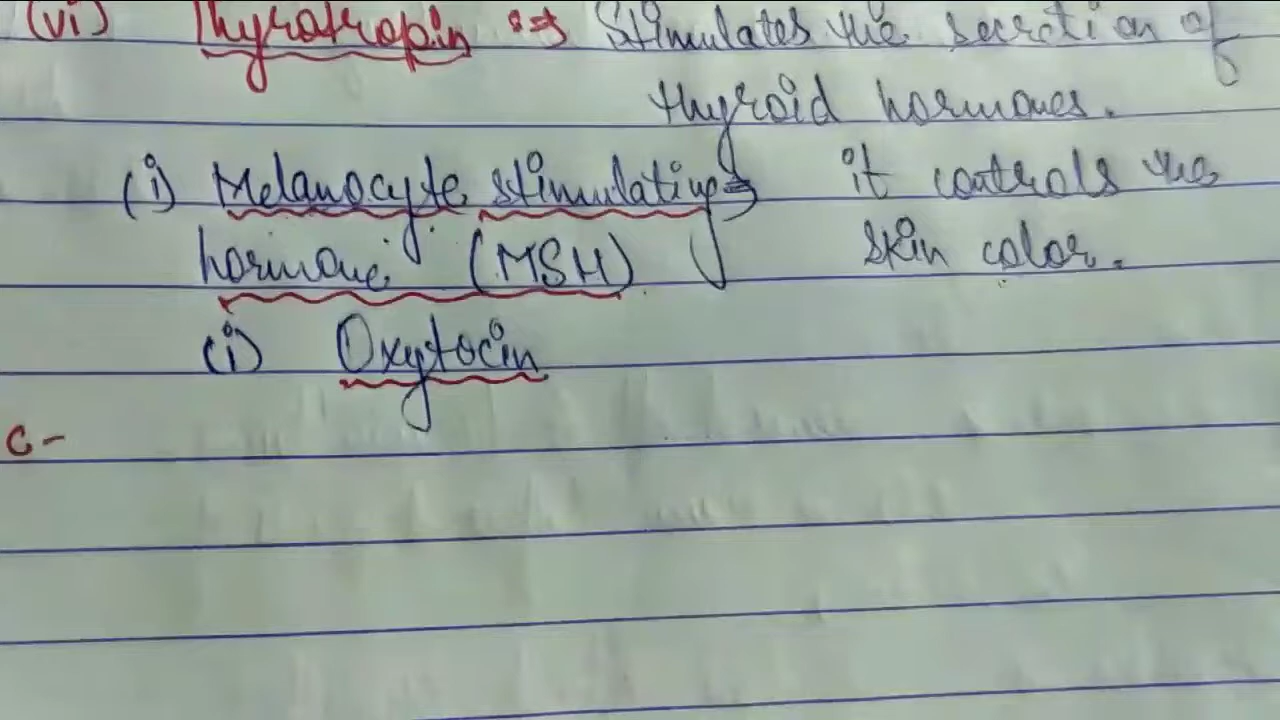 (vi) Thyrotropin :⇒ Stimulates the secretion of
thyroid hormones.
(i) Melanocyte stimulating ⇒ it controls the
hormone (MSH) skin color.
(i) Oxytocin
C-